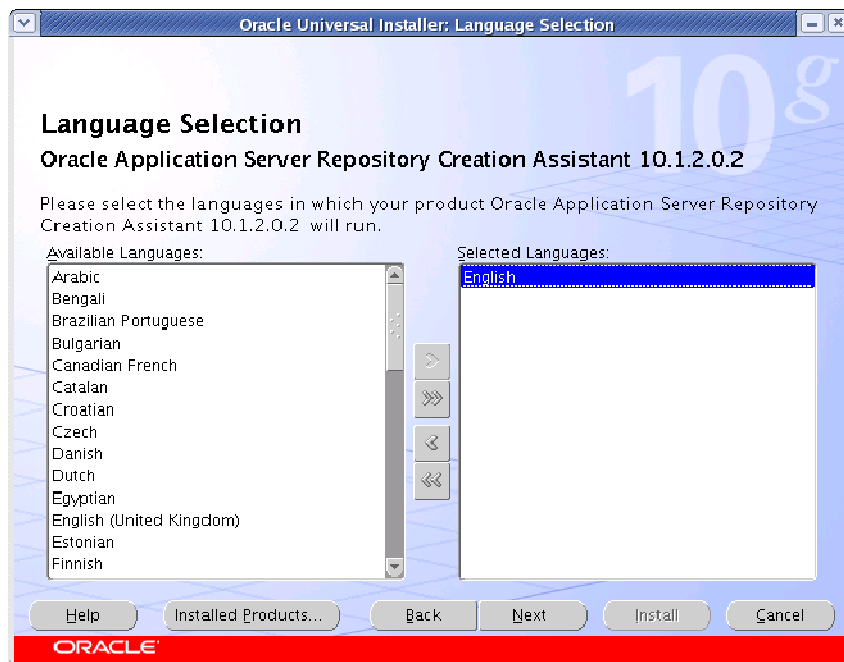 Oracle Universal Installer: Language Selection
10g
Language Selection
Oracle Application Server Repository Creation Assistant 10.1.2.0.2
Please select the languages in which your product Oracle Application Server Repository
Creation Assistant 10.1.2.0.2 will run.
Available Languages:
Arabic
Bengali
Brazilian Portuguese
Bulgarian
Canadian French
Catalan
Croatian
Czech
Danish
Dutch
Egyptian
English (United Kingdom)
Estonian
Finnish
Selected Languages:
English
Help
Installed Products...
Back
Next
Install
Cancel
ORACLE